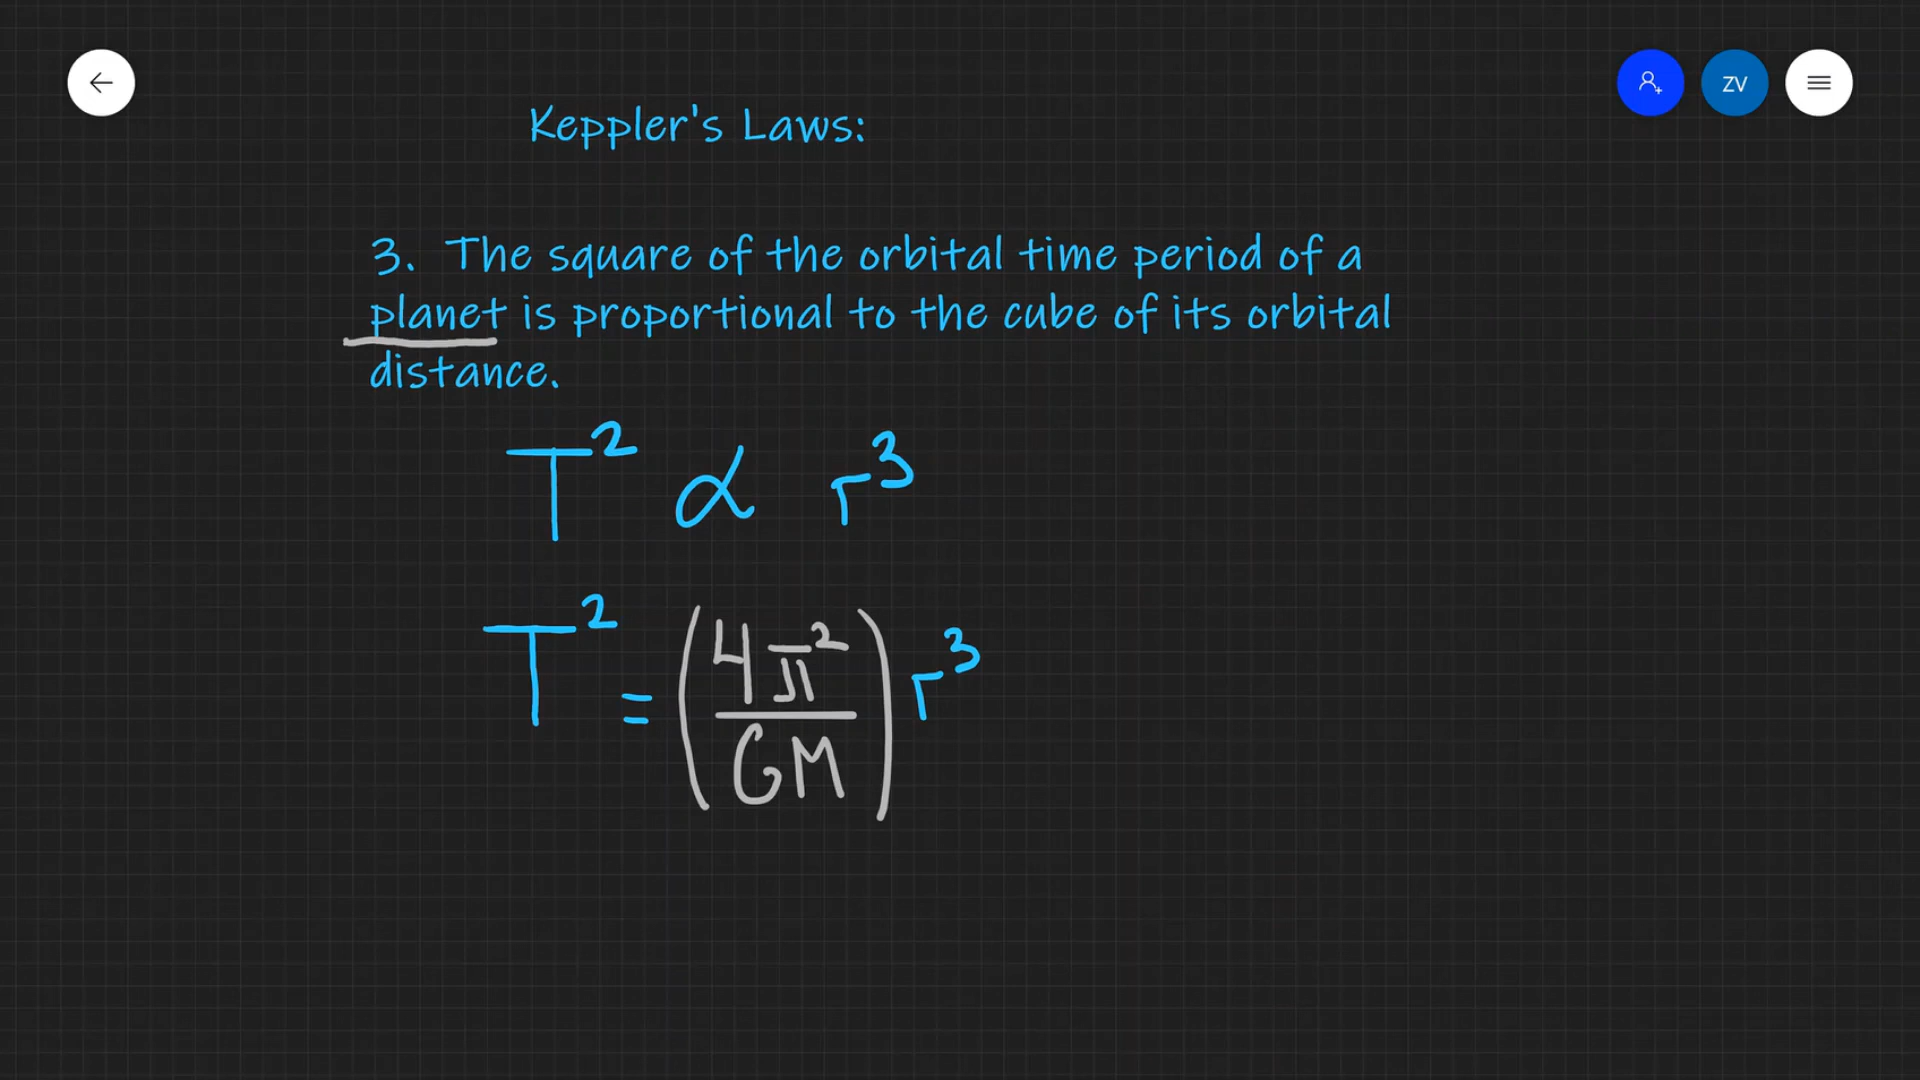 ZV
Keppler's Laws:
3. The square of the orbital time period of a
planet is proportional to the cube of its orbital
distance.
T² ∝ r³
T² = (4π²/GM) r³